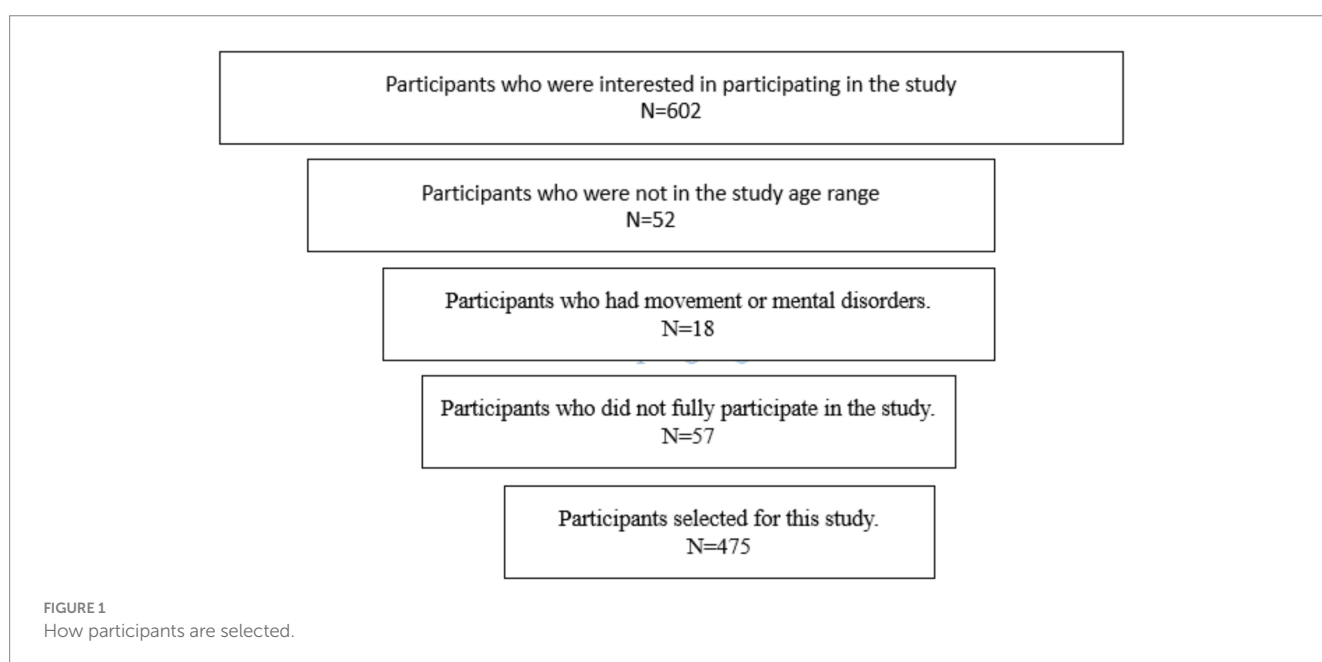 Participants who were interested in participating in the study
N=602
Participants who were not in the study age range
N=52
Participants who had movement or mental disorders.
N=18
Participants who did not fully participate in the study.
N=57
Participants selected for this study.
N=475
FIGURE 1
How participants are selected.